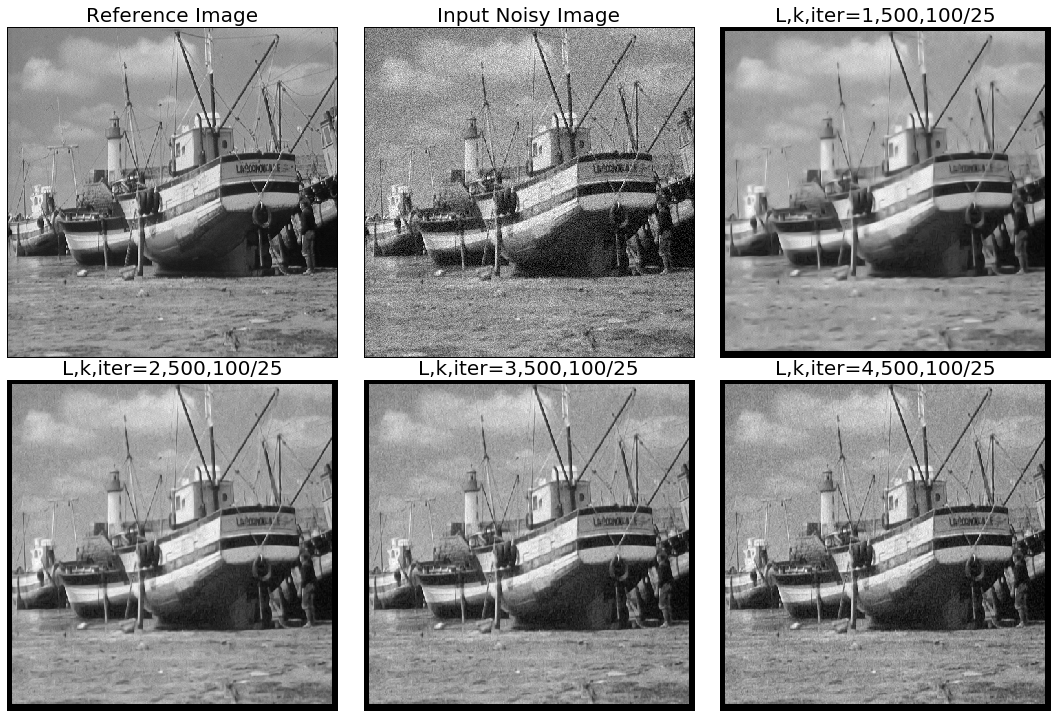 Reference Image
Input Noisy Image
L,k,iter=1,500,100/25
L,k,iter=2,500,100/25
L,k,iter=3,500,100/25
L,k,iter=4,500,100/25